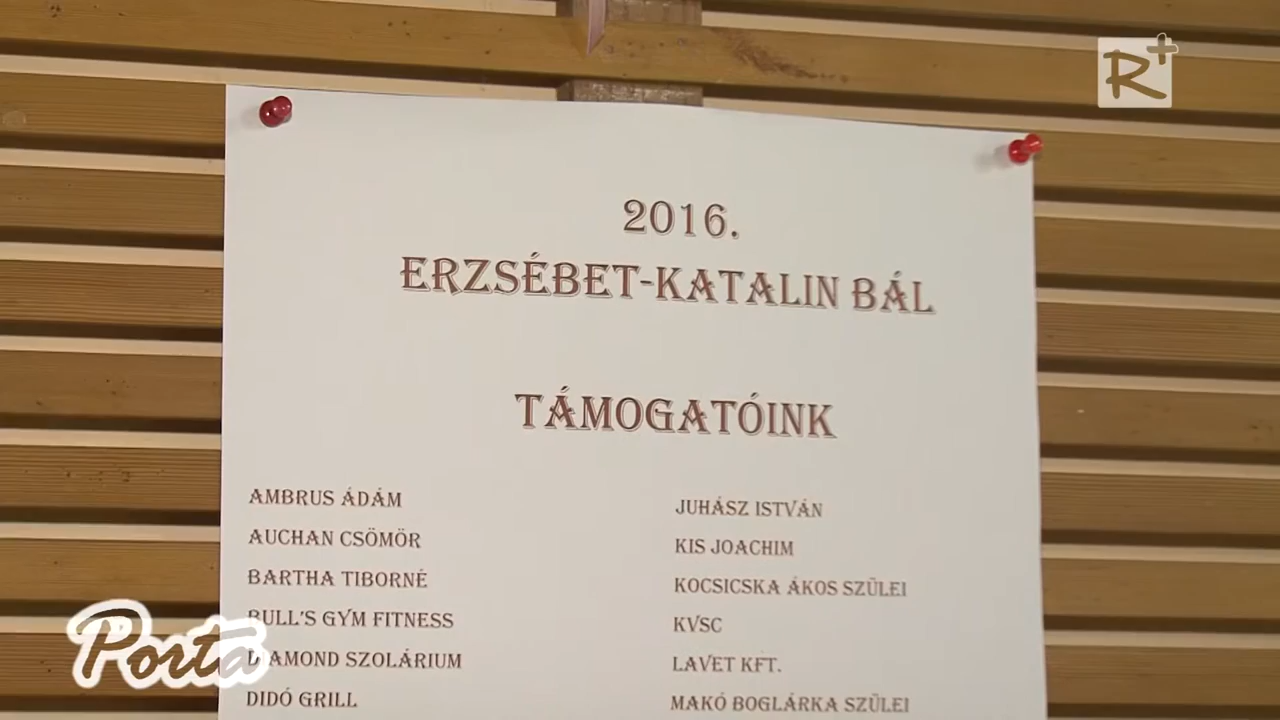 R+
2016.
ERZSÉBET-KATALIN BÁL
TÁMOGATÓINK
AMBRUS ÁDÁM
AUCHAN CSÖMÖR
BARTHA TIBORNÉ
BULL'S GYM FITNESS
DIAMOND SZOLÁRIUM
DIDÓ GRILL
JUHÁSZ ISTVÁN
KIS JOACHIM
KOCSICSKA ÁKOS SZÜLEI
KVSC
LAVET KFT.
MAKÓ BOGLÁRKA SZÜLEI
Porta